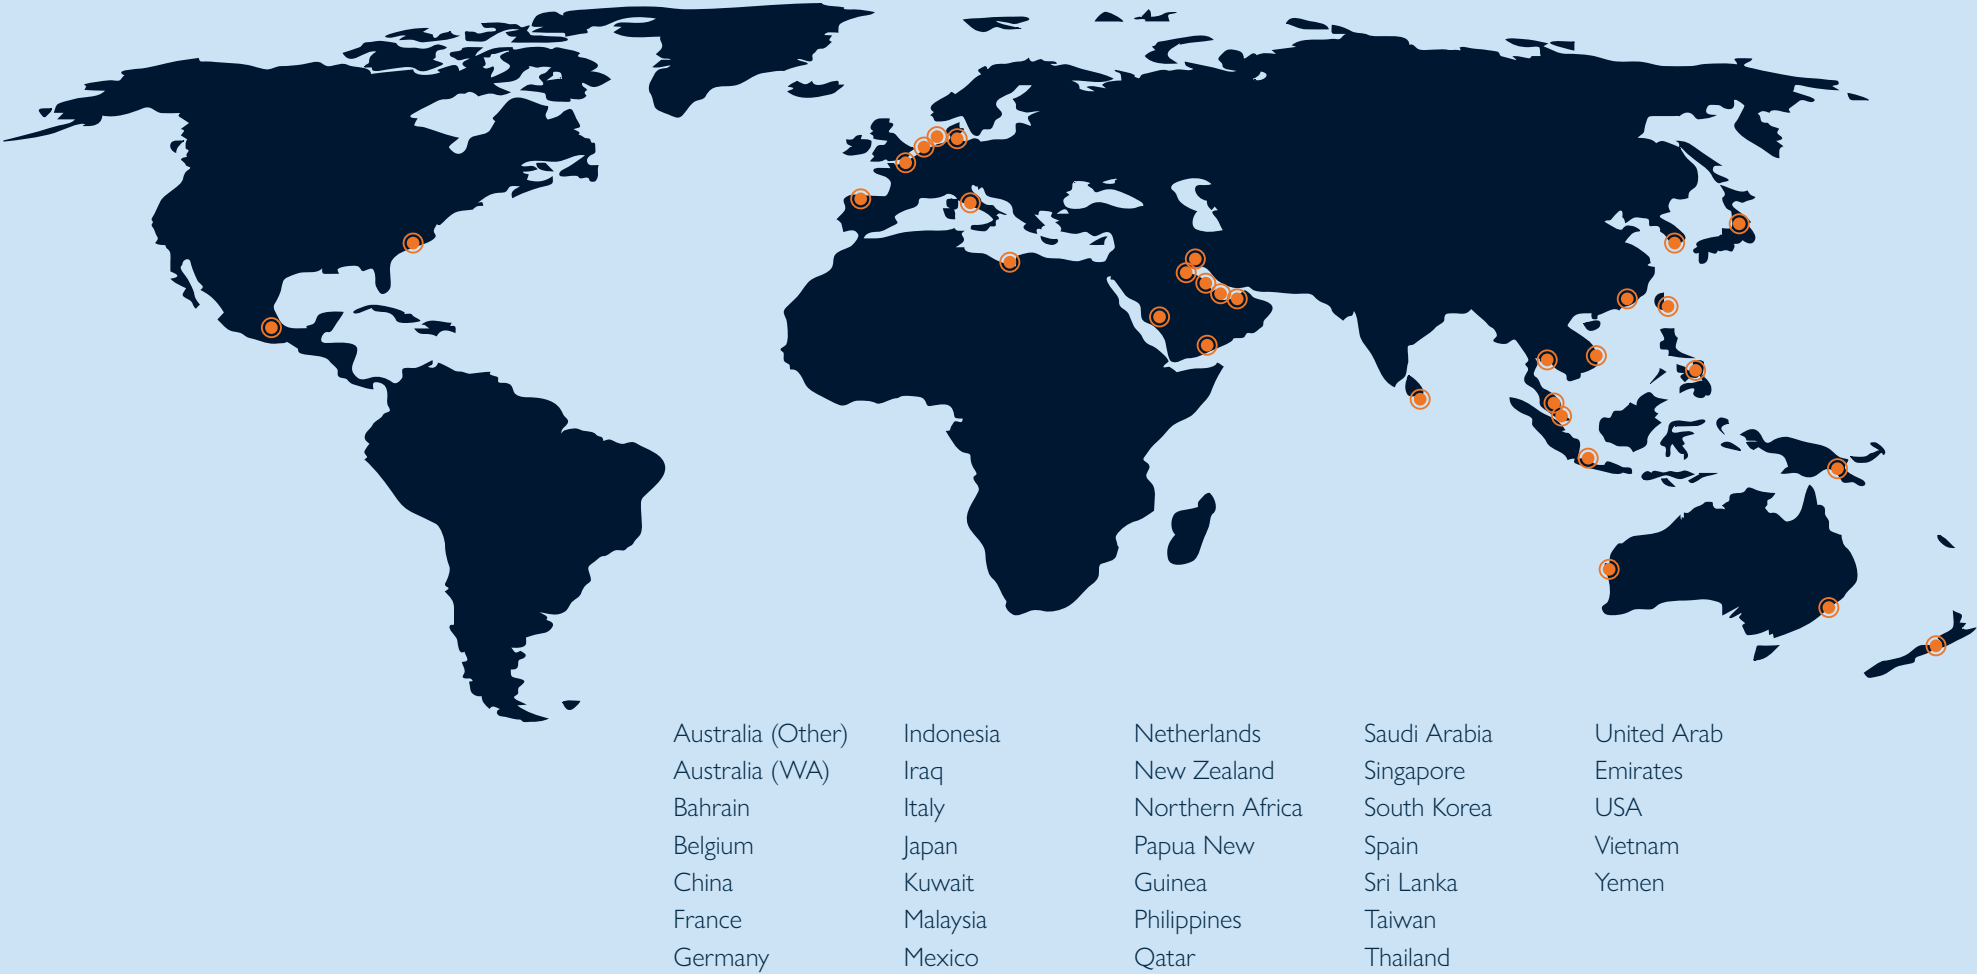 Australia (Other)
Australia (WA)
Bahrain
Belgium
China
France
Germany
Indonesia
Iraq
Italy
Japan
Kuwait
Malaysia
Mexico
Netherlands
New Zealand
Northern Africa
Papua New
Guinea
Philippines
Qatar
Saudi Arabia
Singapore
South Korea
Spain
Sri Lanka
Taiwan
Thailand
United Arab
Emirates
USA
Vietnam
Yemen